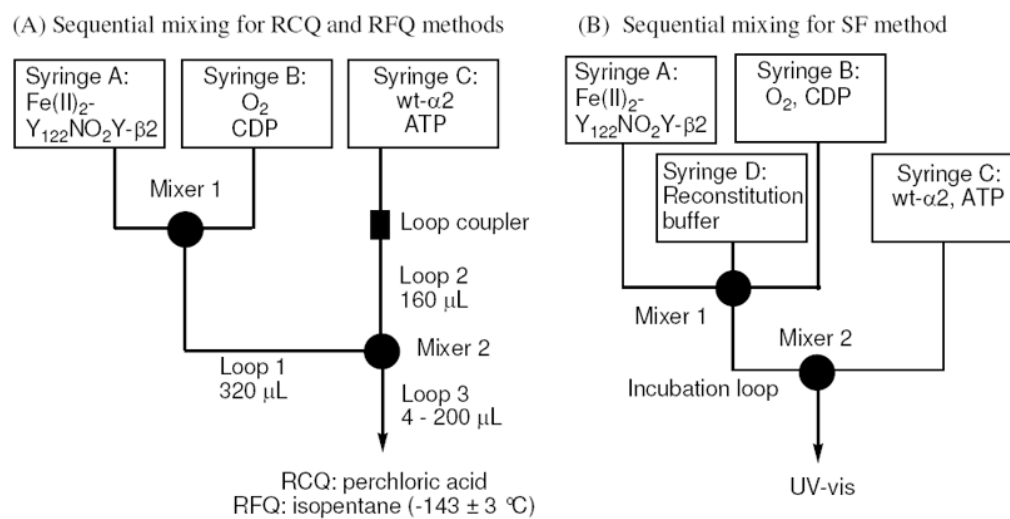 (A) Sequential mixing for RCQ and RFQ methods
Syringe A:
Fe(II)₂-
Y₁₂₂NO₂Y-β2
Syringe B:
O₂
CDP
Syringe C:
wt-α2
ATP
Mixer 1
Loop coupler
Loop 2
160 μL
Mixer 2
Loop 1
320 μL
Loop 3
4 - 200 μL
RCQ: perchloric acid
RFQ: isopentane (-143 ± 3 °C)
(B) Sequential mixing for SF method
Syringe A:
Fe(II)₂-
Y₁₂₂NO₂Y-β2
Syringe B:
O₂, CDP
Syringe D:
Reconstitution
buffer
Syringe C:
wt-α2, ATP
Mixer 1
Mixer 2
Incubation loop
UV-vis